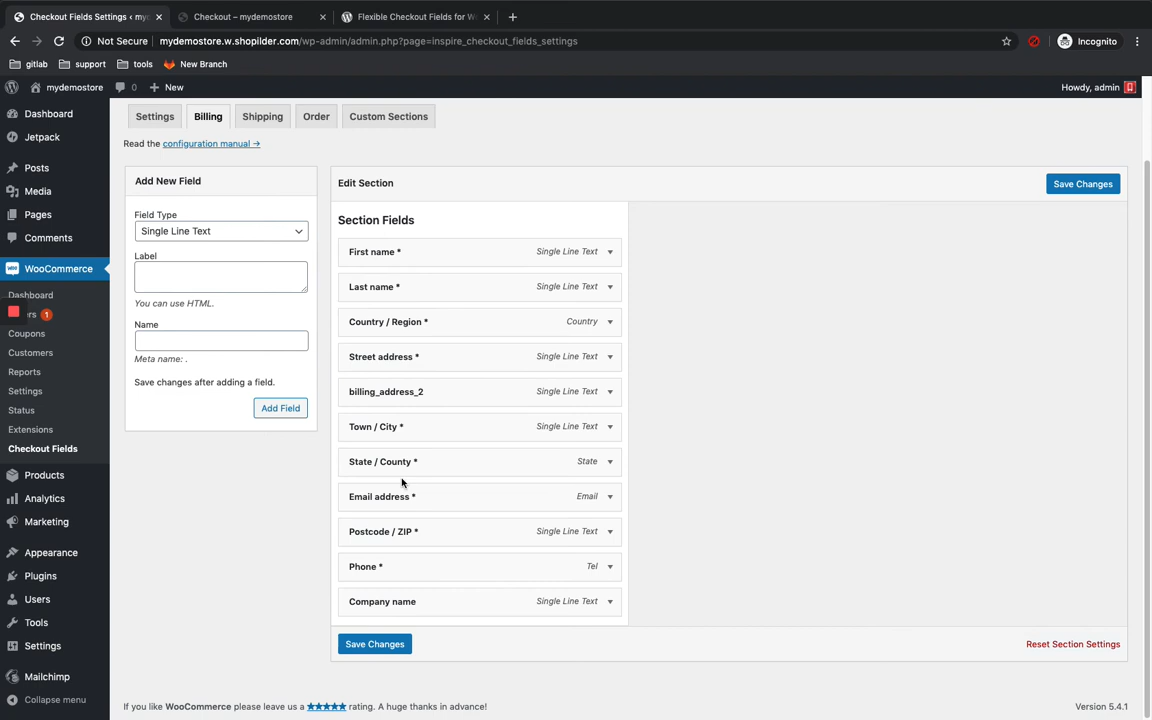 Checkout Fields Settings ‹ my
Checkout – mydemostore
Flexible Checkout Fields for W
Not Secure
mydemostore.w.shopilder.com/wp-admin/admin.php?page=inspire_checkout_fields_settings
Incognito
gitlab
support
tools
New Branch
mydemostore
0
New
Howdy, admin
Dashboard
Jetpack
Posts
Media
Pages
Comments
WooCommerce
Dashboard
rs 1
Coupons
Customers
Reports
Settings
Status
Extensions
Checkout Fields
Products
Analytics
Marketing
Appearance
Plugins
Users
Tools
Settings
Mailchimp
Collapse menu
Settings
Billing
Shipping
Order
Custom Sections
Read the configuration manual →
Add New Field
Field Type
Single Line Text
Label
You can use HTML.
Name
Meta name: .
Save changes after adding a field.
Add Field
Edit Section
Save Changes
Section Fields
First name * Single Line Text
Last name * Single Line Text
Country / Region * Country
Street address * Single Line Text
billing_address_2 Single Line Text
Town / City * Single Line Text
State / County * State
Email address * Email
Postcode / ZIP * Single Line Text
Phone * Tel
Company name Single Line Text
Save Changes
Reset Section Settings
If you like WooCommerce please leave us a ★★★★★ rating. A huge thanks in advance!
Version 5.4.1